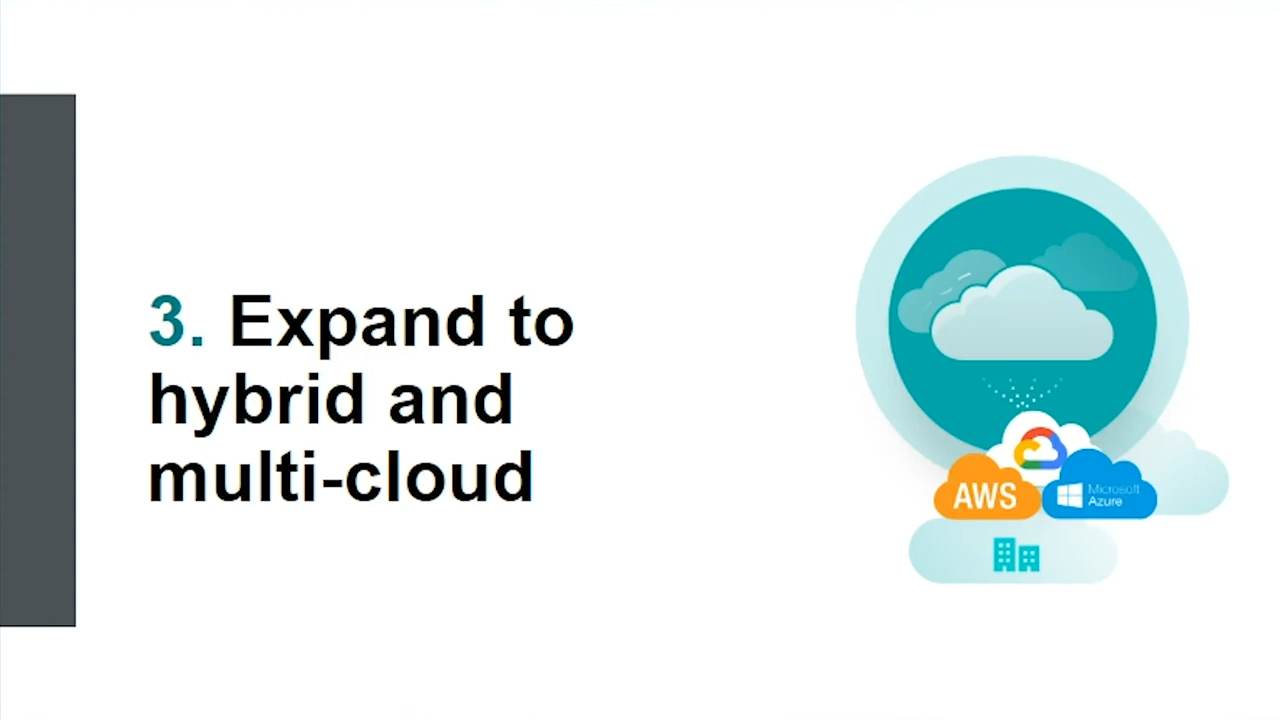 3. Expand to
hybrid and
multi-cloud
AWS
Microsoft
Azure